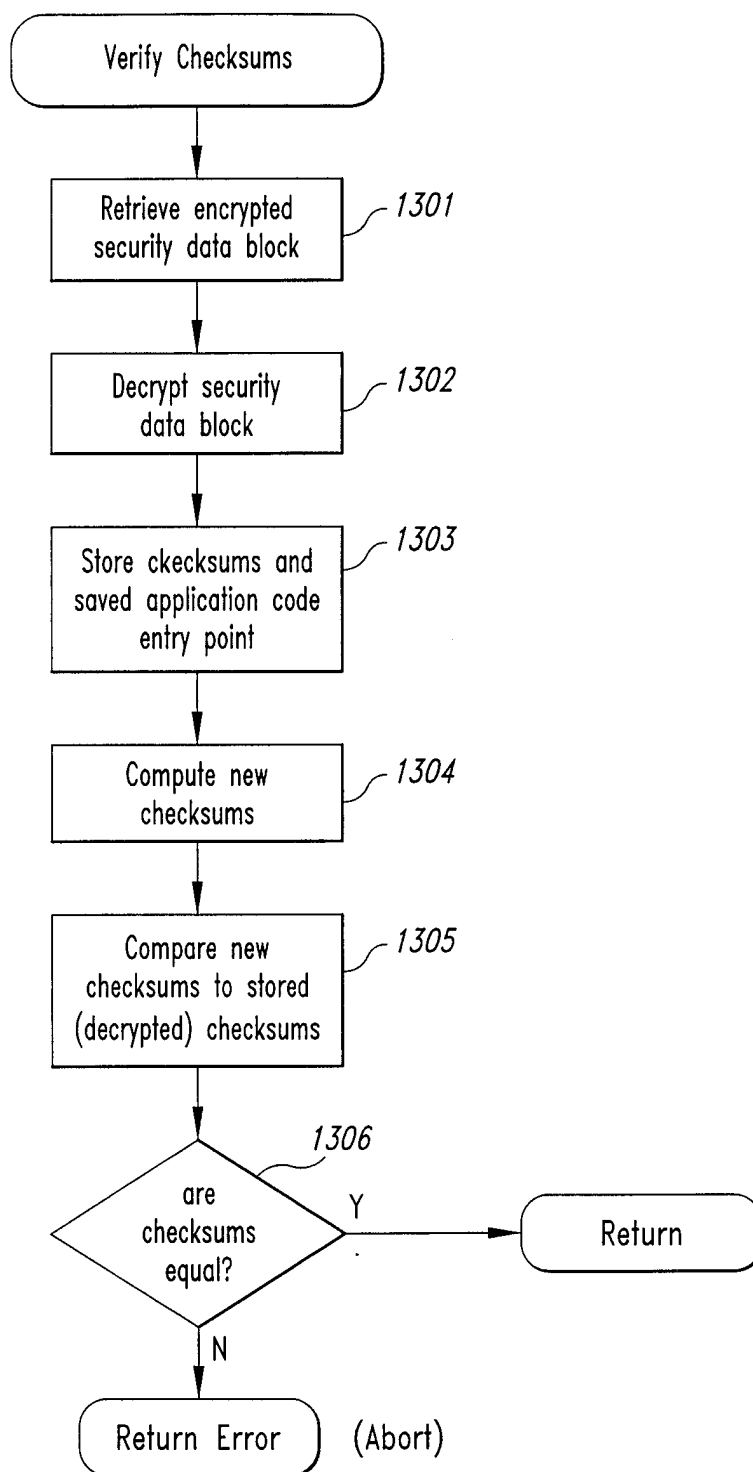 Verify Checksums
Retrieve encrypted
security data block
1301
Decrypt security
data block
1302
Store ckecksums and
saved application code
entry point
1303
Compute new
checksums
1304
Compare new
checksums to stored
(decrypted) checksums
1305
1306
are
checksums
equal?
Y
Return
N
Return Error (Abort)